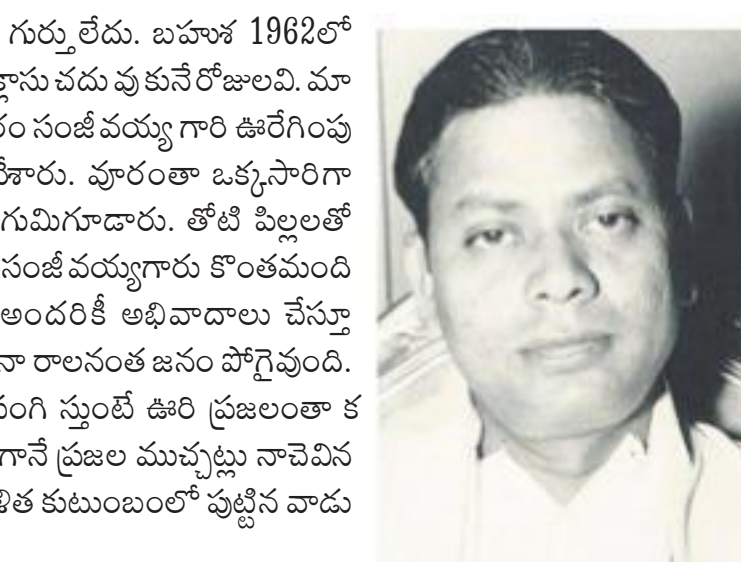 గుర్తు లేదు. బహుశ 1962లో
క్లాసు చదువుకునేరోజులవి. మా
సంజీవయ్య గారి ఊరేగింపు
వూరంతా ఒక్కసారిగా
గుమిగూడారు. తోటి పిల్లలతో
సంజీవయ్యగారు కొంతమంది
అందరికీ అభివాదాలు చేస్తూ
రాలనంత జనం పోగైవుంది.
స్తుంటే ఊరి ప్రజలంతా క
గానే ప్రజల ముచ్చట్లు నాచెవిన
కుటుంబంలో పుట్టిన వాడు